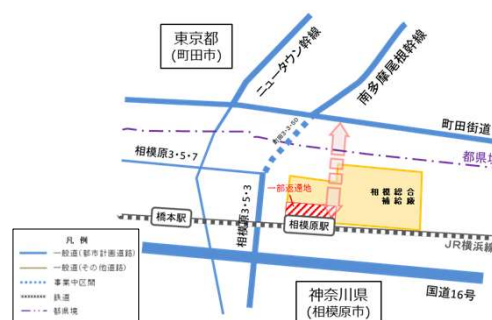 東京都
(町田市)
ニュータウン幹線
南多摩尾根幹線
町田3・3・50
町田街道
都県境
相模原3・5・7
相模原3・5・3
一部返還地
相模総合
補給廠
橋本駅
相模原駅
JR横浜線
国道16号
神奈川県
(相模原市)
凡例
一般道(都市計画道路)
一般道(その他道路)
事業中区間
鉄道
都県境